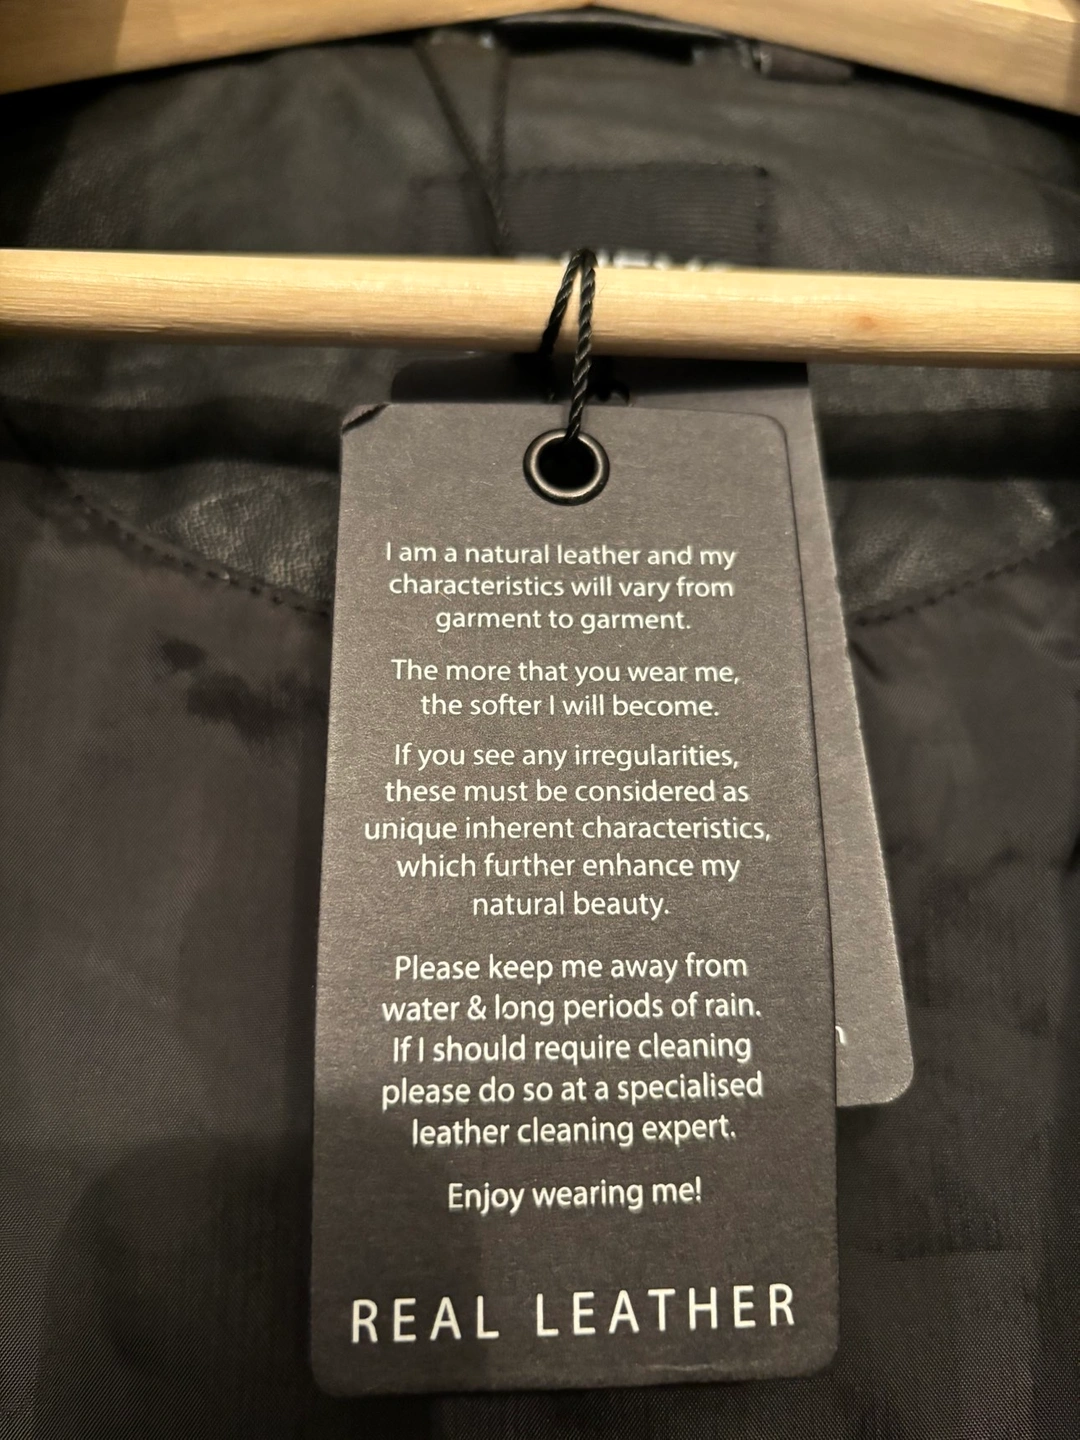 I am a natural leather and my
characteristics will vary from
garment to garment.
The more that you wear me,
the softer I will become.
If you see any irregularities,
these must be considered as
unique inherent characteristics,
which further enhance my
natural beauty.
Please keep me away from
water & long periods of rain.
If I should require cleaning
please do so at a specialised
leather cleaning expert.
Enjoy wearing me!
REAL LEATHER